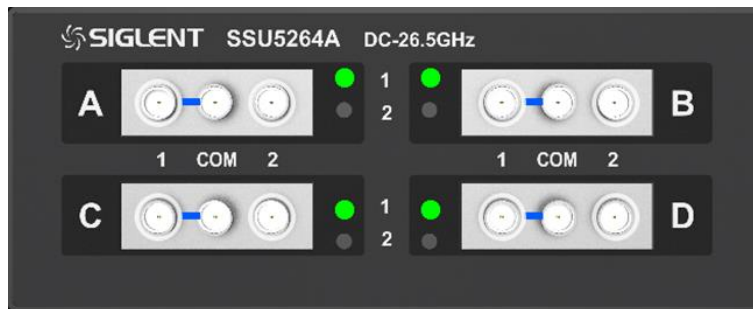 SIGLENT SSU5264A DC-26.5GHz
A 1 B
2
1 COM 2 1 COM 2
C 1 D
2